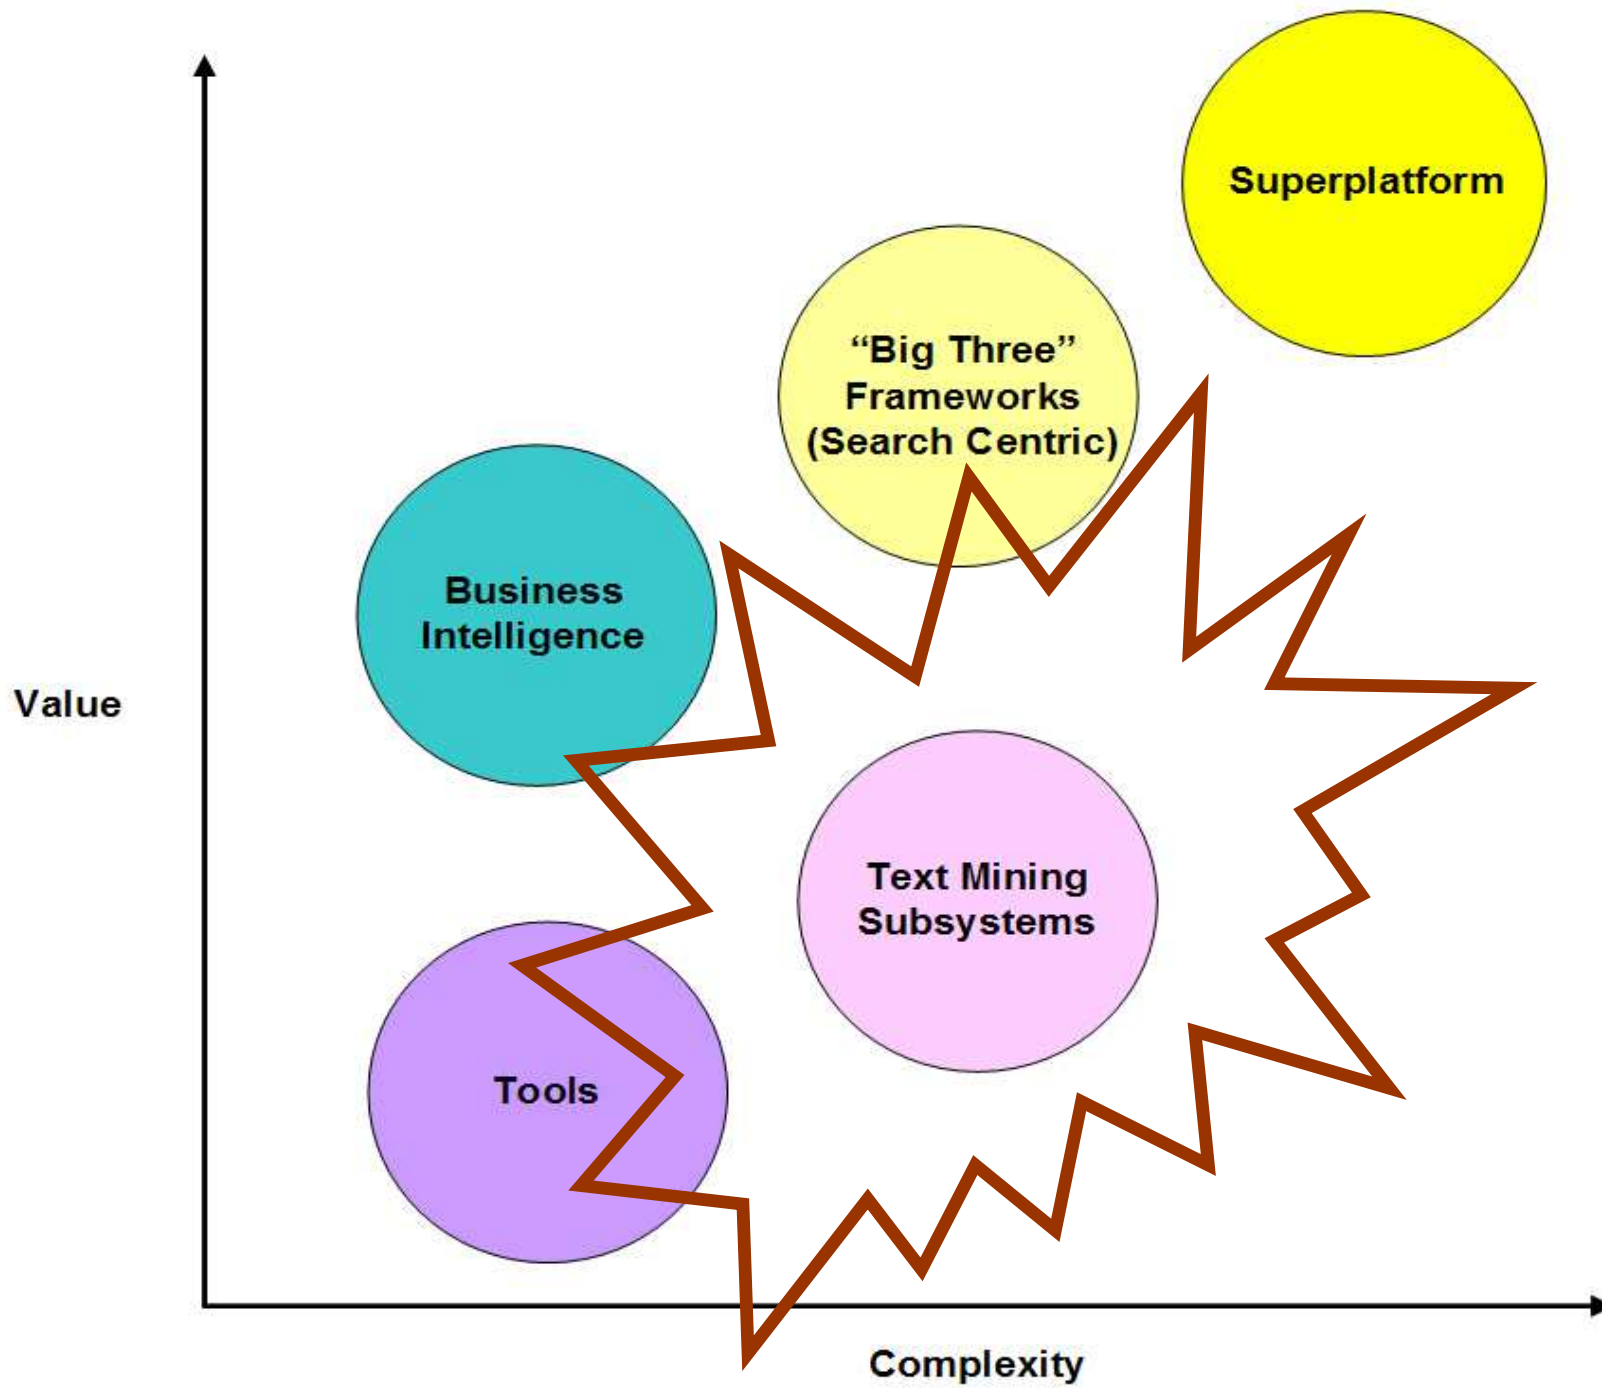 Superplatform
“Big Three”
Frameworks
(Search Centric)
Business
Intelligence
Value
Text Mining
Subsystems
Tools
Complexity